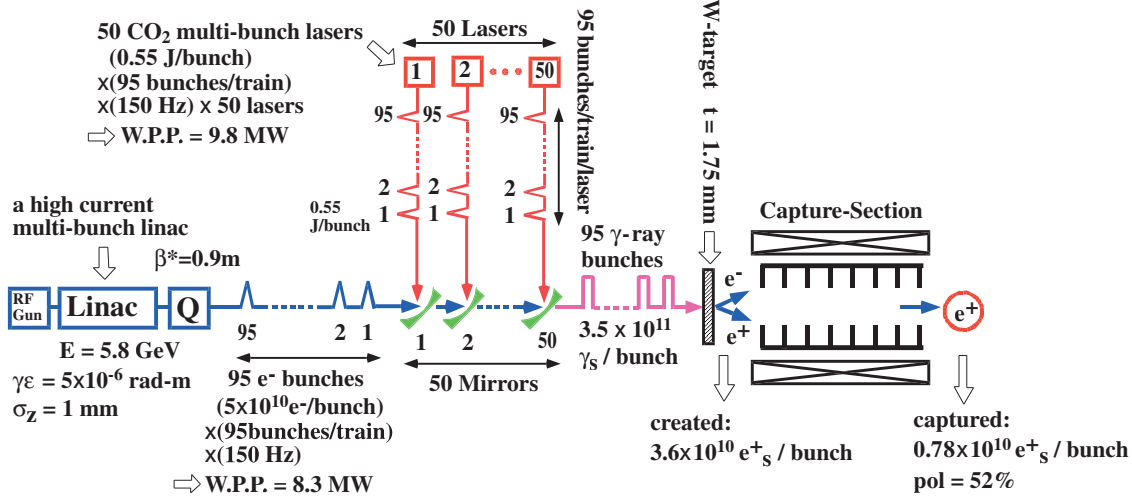 50 CO2 multi-bunch lasers
(0.55 J/bunch)
x(95 bunches/train)
x(150 Hz) x 50 lasers
W.P.P. = 9.8 MW
50 Lasers
1
2
50
95
95
95
2
1
2
1
2
1
0.55
J/bunch
95 bunches/train/laser
W-target t = 1.75 mm
a high current
multi-bunch linac
β*=0.9m
RF
Gun
Linac
Q
E = 5.8 GeV
γε = 5x10-6 rad-m
σz = 1 mm
95
2
1
95 e- bunches
(5x10^10e-/bunch)
x(95bunches/train)
x(150 Hz)
W.P.P. = 8.3 MW
1
2
50
50 Mirrors
95 γ-ray
bunches
3.5 x 10^11
γs / bunch
Capture-Section
e-
e+
e+
created:
3.6x10^10 e+s / bunch
captured:
0.78x10^10 e+s / bunch
pol = 52%